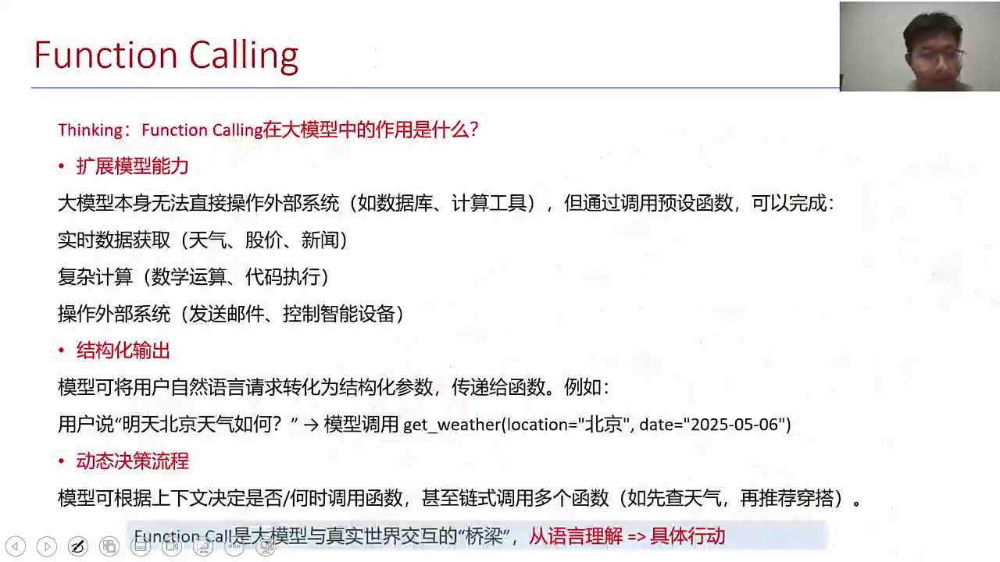 Function Calling
Thinking：Function Calling在大模型中的作用是什么？
• 扩展模型能力
大模型本身无法直接操作外部系统（如数据库、计算工具），但通过调用预设函数，可以完成：
实时数据获取（天气、股价、新闻）
复杂计算（数学运算、代码执行）
操作外部系统（发送邮件、控制智能设备）
• 结构化输出
模型可将用户自然语言请求转化为结构化参数，传递给函数。例如：
用户说“明天北京天气如何？” → 模型调用 get_weather(location="北京", date="2025-05-06")
• 动态决策流程
模型可根据上下文决定是否/何时调用函数，甚至链式调用多个函数（如先查天气，再推荐穿搭）。
Function Call是大模型与真实世界交互的“桥梁”，从语言理解 => 具体行动